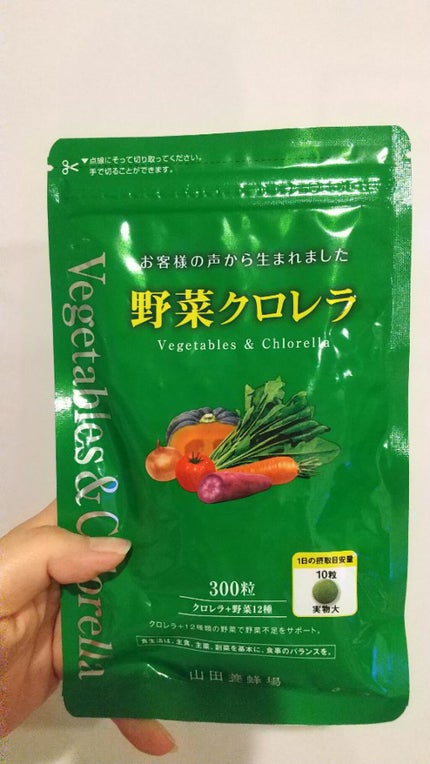 ▼点線にそって切り取ってください。
手で切ることができます。
お客様の声から生まれました
野菜クロレラ
Vegetables & Chlorella
Vegetables & Chlorella
1日の摂取目安量
10粒
実物大
300粒
クロレラ+野菜12種
クロレラ+12種類の野菜で野菜不足をサポート。
食生活は、主食、主菜、副菜を基本に、食事のバランスを。
山田養蜂場